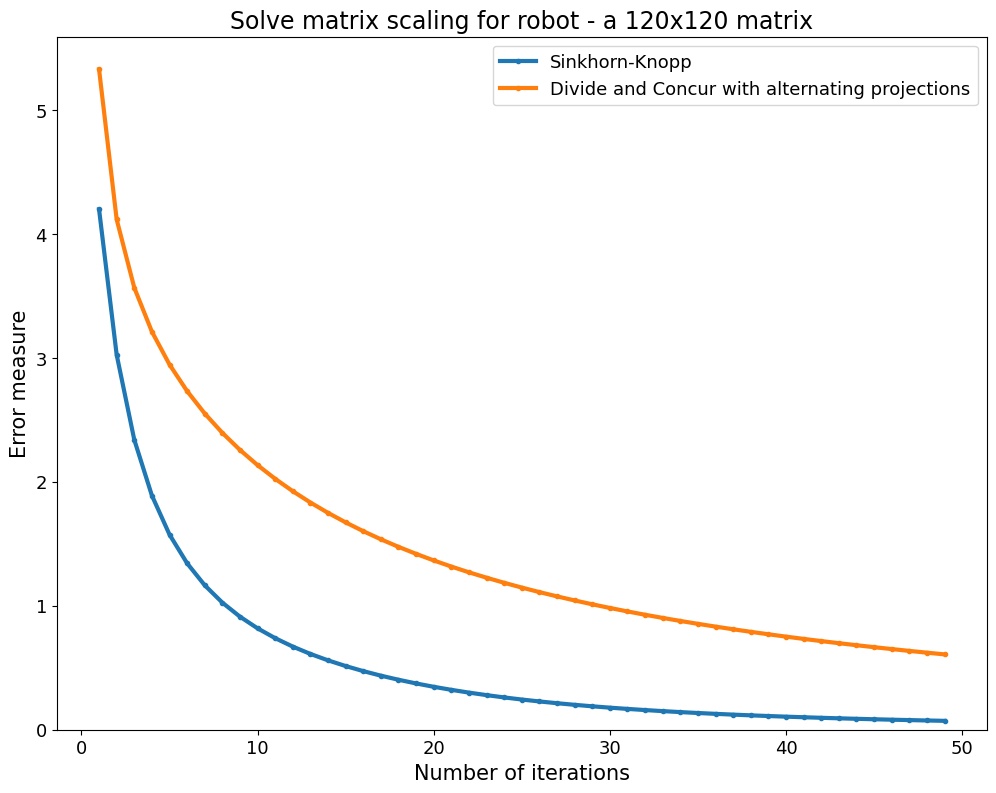 Solve matrix scaling for robot - a 120x120 matrix
Sinkhorn-Knopp
Divide and Concur with alternating projections
Error measure
5
4
3
2
1
0
0 10 20 30 40 50
Number of iterations